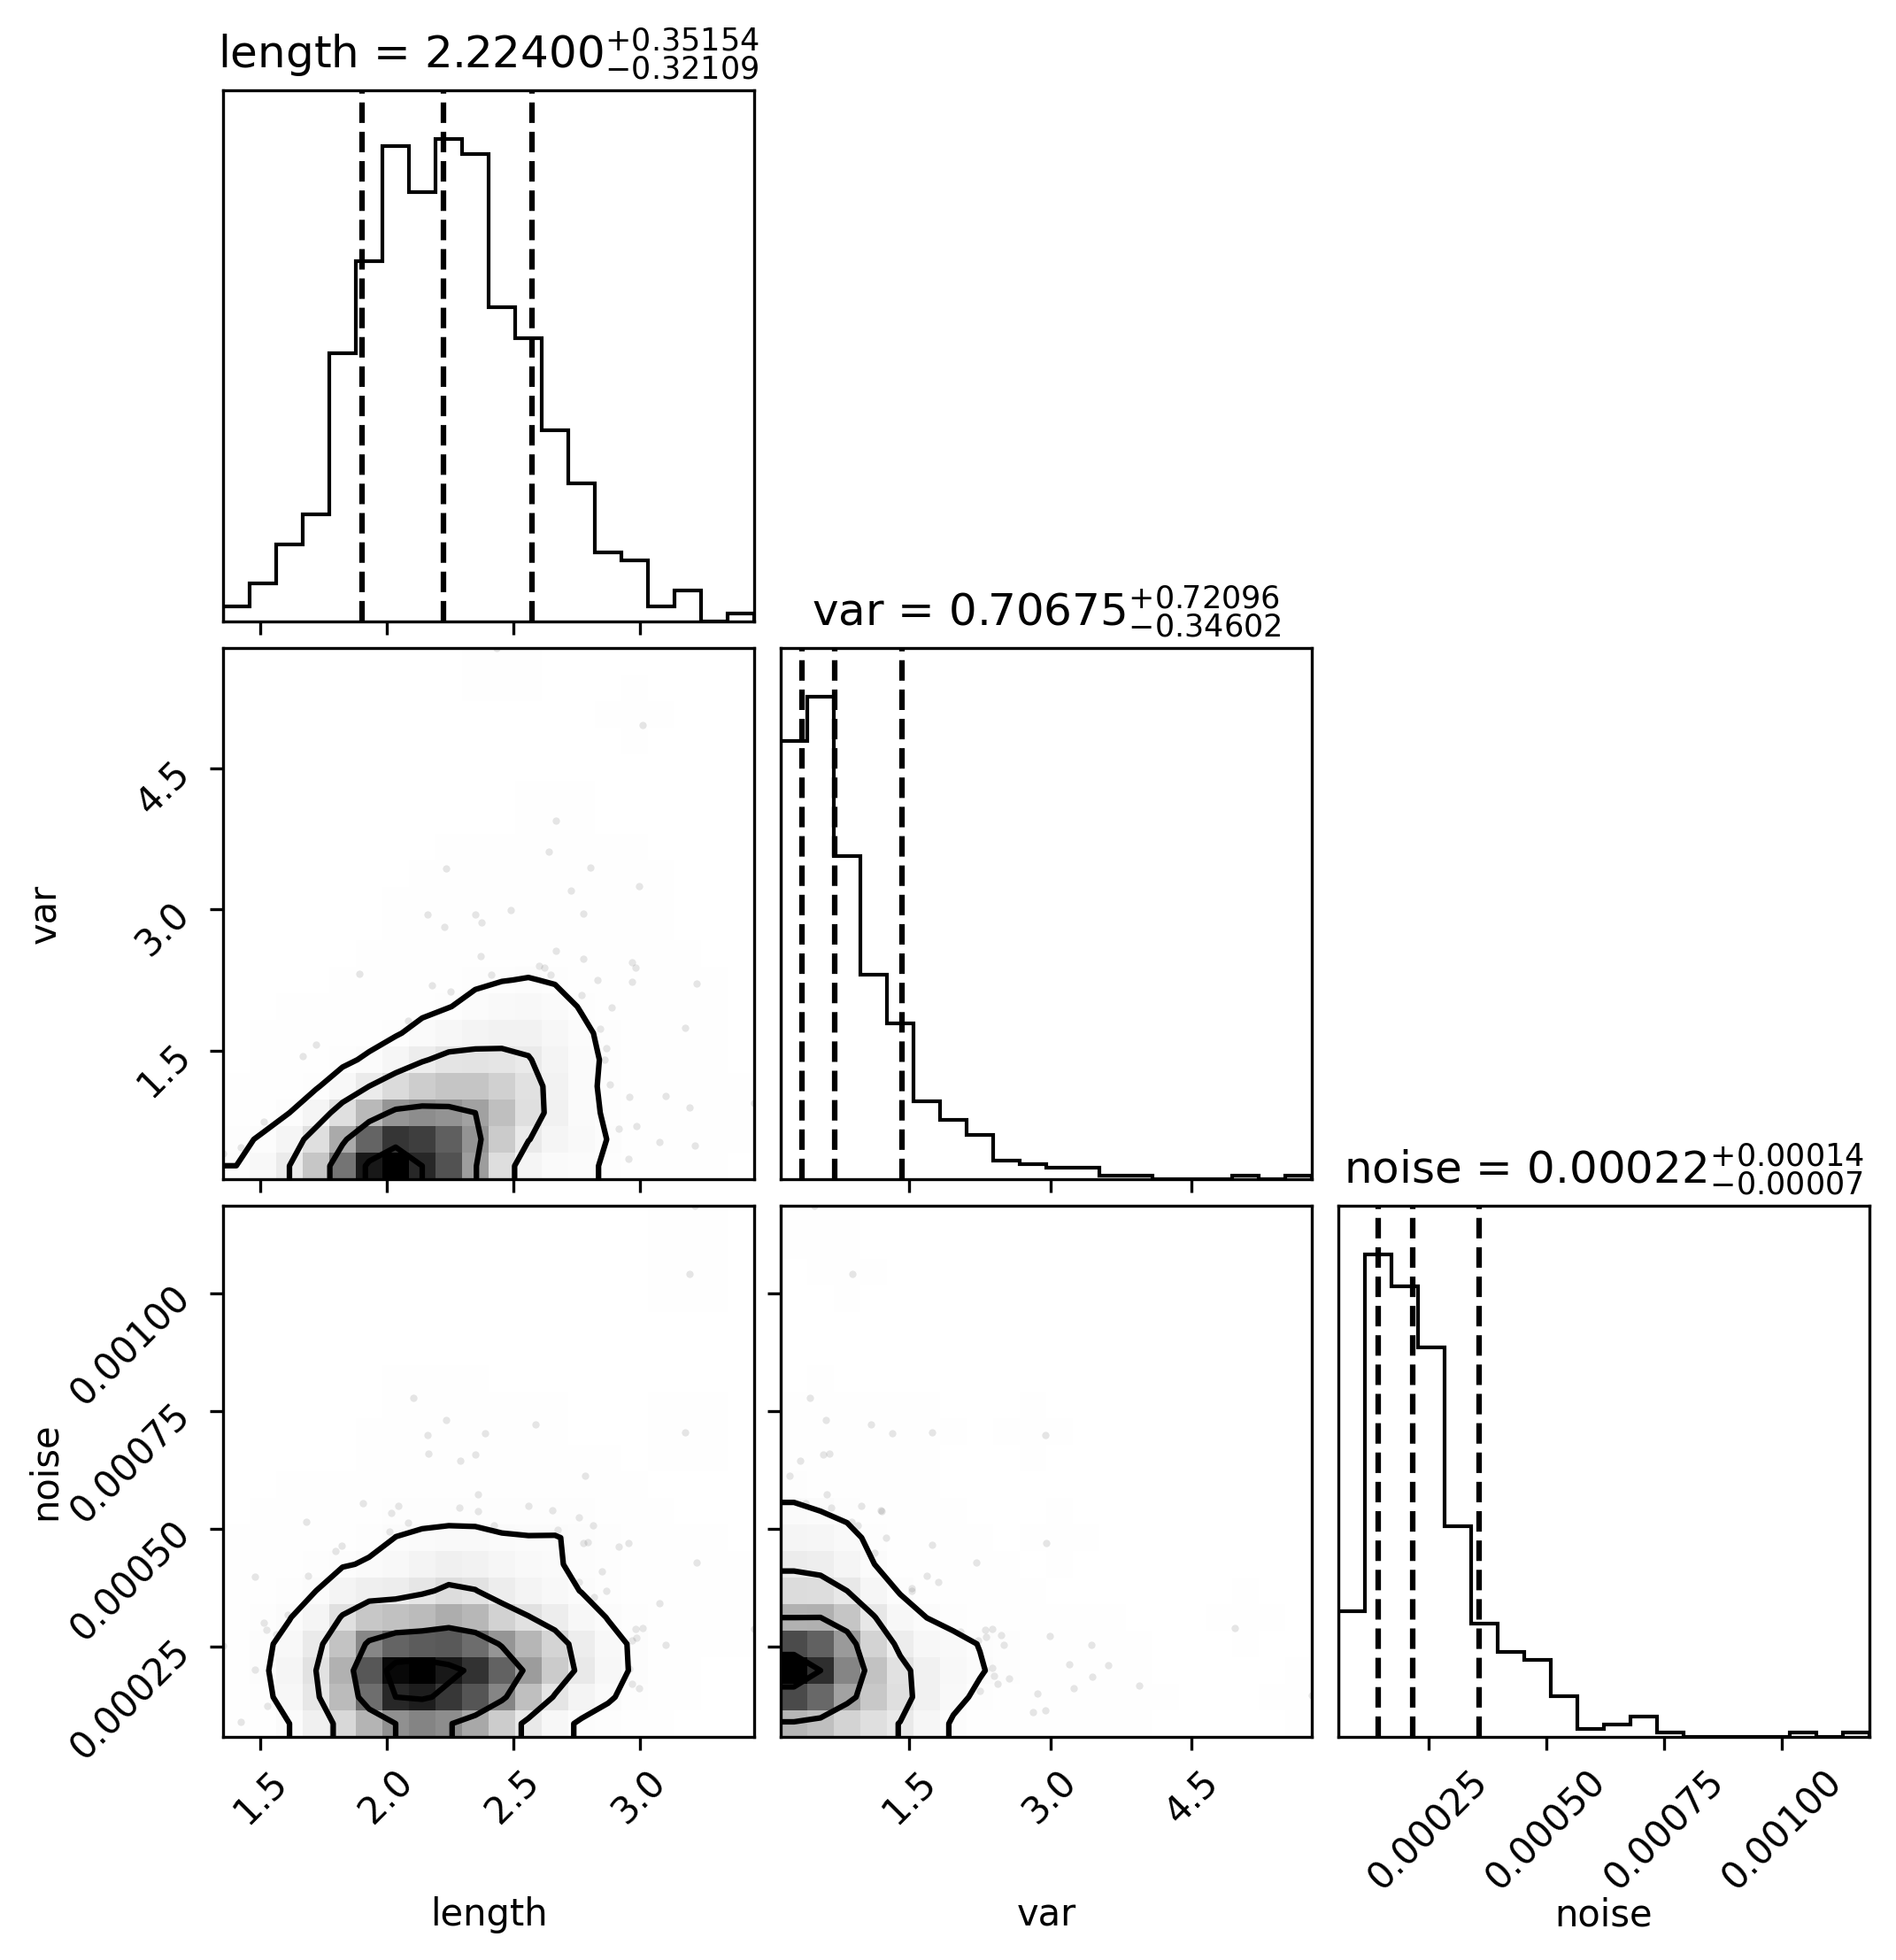 length = 2.22400+0.35154−0.32109
var = 0.70675+0.72096−0.34602
4.5
3.0
1.5
var
noise = 0.00022+0.00014−0.00007
0.00100
0.00075
0.00050
0.00025
noise
1.5 2.0 2.5 3.0
1.5 3.0 4.5
0.00025 0.00050 0.00075 0.00100
length
var
noise